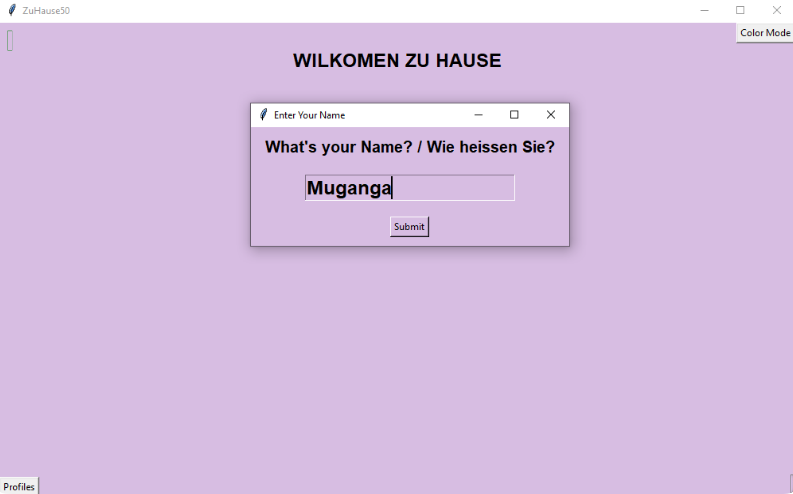 ZuHause50
Color Mode
WILKOMEN ZU HAUSE
Enter Your Name
What's your Name? / Wie heissen Sie?
Muganga
Submit
Profiles